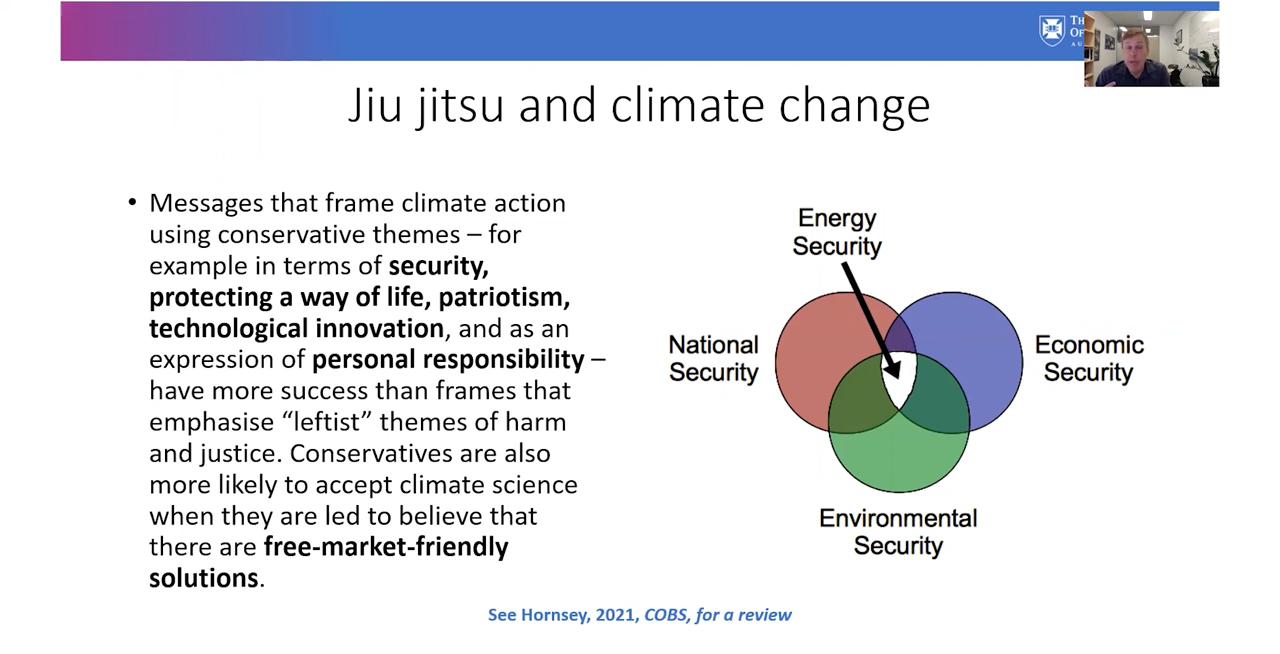 Jiu jitsu and climate change
• Messages that frame climate action
using conservative themes – for
example in terms of security,
protecting a way of life, patriotism,
technological innovation, and as an
expression of personal responsibility –
have more success than frames that
emphasise “leftist” themes of harm
and justice. Conservatives are also
more likely to accept climate science
when they are led to believe that
there are free-market-friendly
solutions.
Energy
Security
National
Security
Economic
Security
Environmental
Security
See Hornsey, 2021, COBS, for a review